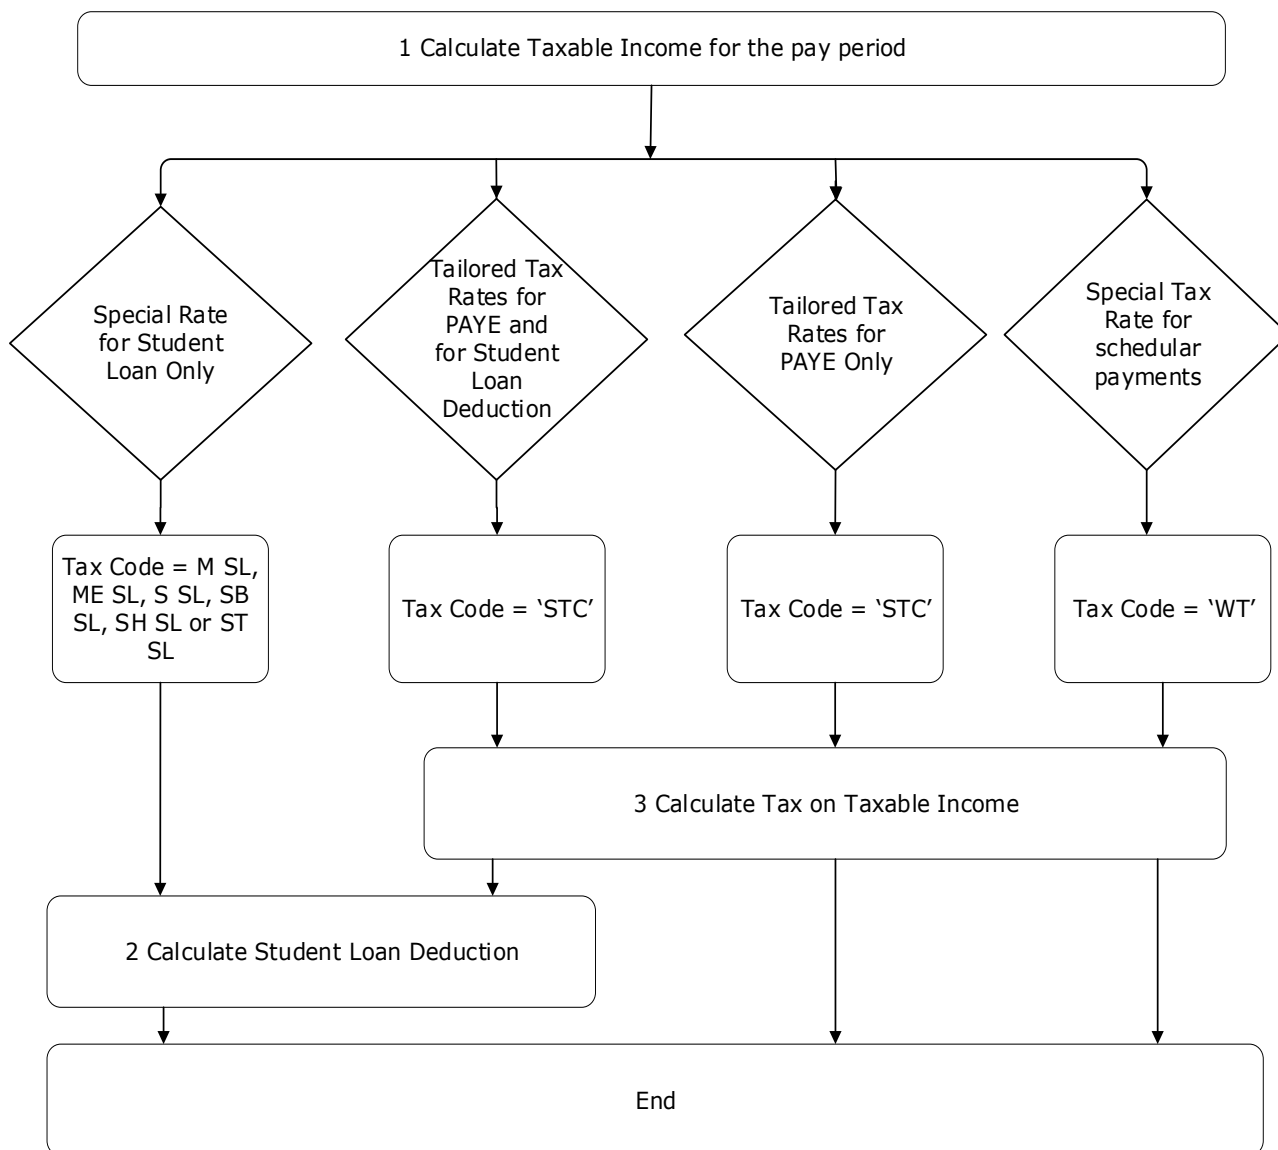 1 Calculate Taxable Income for the pay period
Special Rate
for Student
Loan Only
Tailored Tax
Rates for
PAYE and
for Student
Loan
Deduction
Tailored Tax
Rates for
PAYE Only
Special Tax
Rate for
schedular
payments
Tax Code = M SL,
ME SL, S SL, SB
SL, SH SL or ST
SL
Tax Code = ‘STC’
Tax Code = ‘STC’
Tax Code = ‘WT’
3 Calculate Tax on Taxable Income
2 Calculate Student Loan Deduction
End